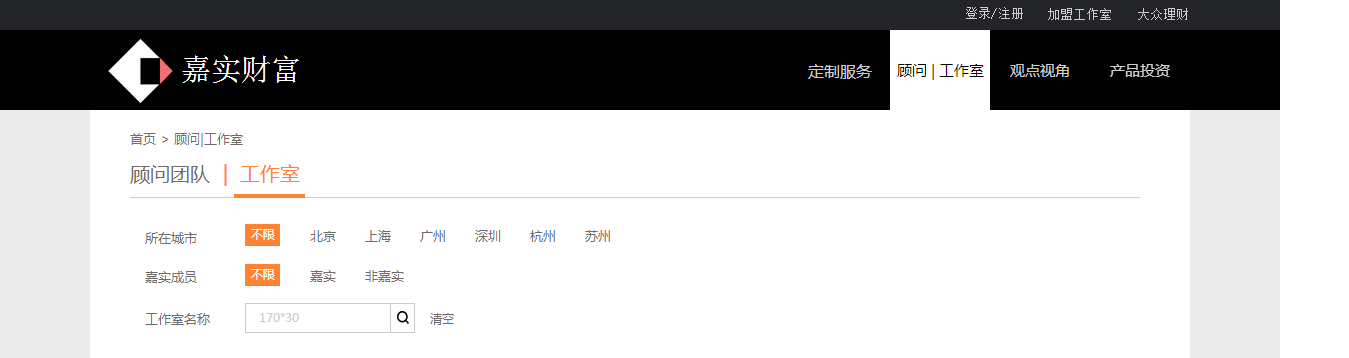 登录/注册 加盟工作室 大众理财
嘉实财富 定制服务 顾问 | 工作室 观点视角 产品投资
首页 > 顾问|工作室
顾问团队 | 工作室
所在城市 不限 北京 上海 广州 深圳 杭州 苏州
嘉实成员 不限 嘉实 非嘉实
工作室名称 170*30 清空